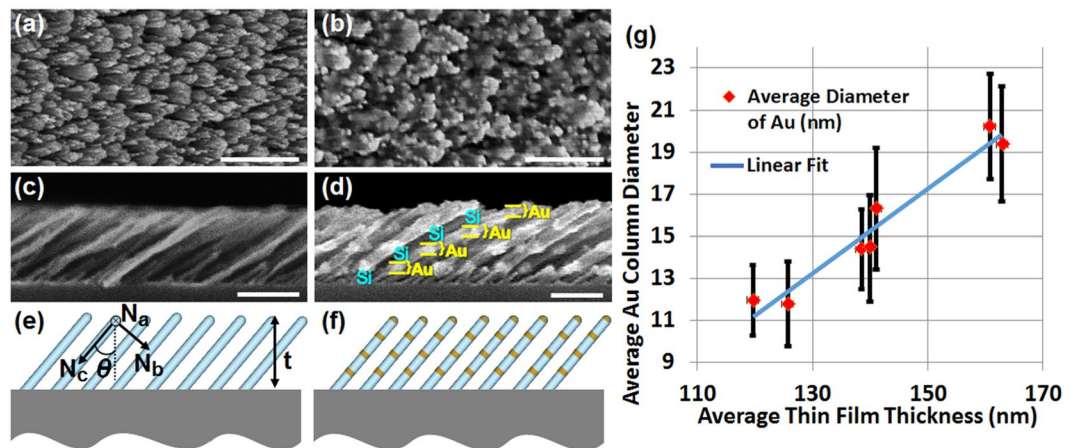 (a)
(b)
(c)
(d)
Si
Au
Si
Au
Si
Au
Si
Au
(e)
Na
Nc
θ
Nb
t
(f)
(g)
Average Au Column Diameter
23
21
19
17
15
13
11
9
Average Diameter
of Au (nm)
Linear Fit
110
130
150
170
Average Thin Film Thickness (nm)